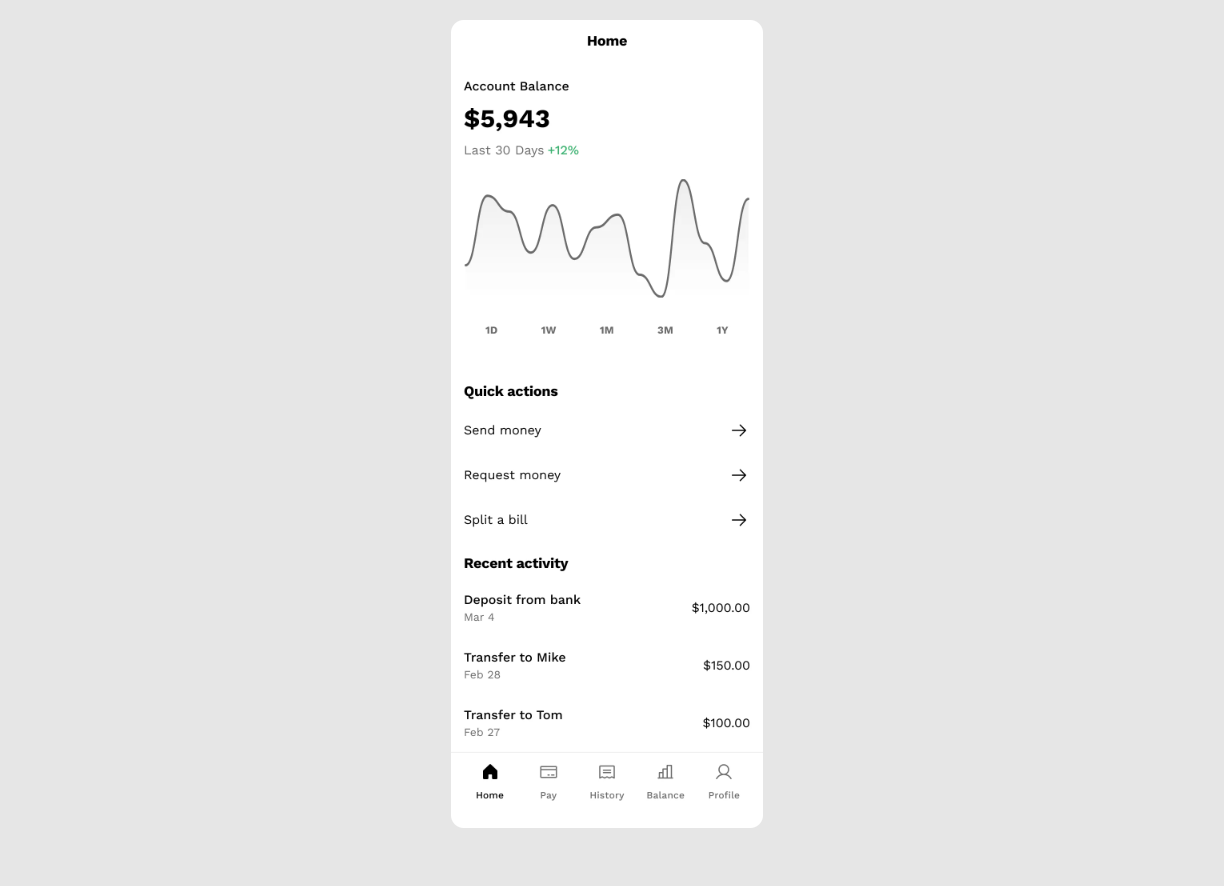 Home
Account Balance
$5,943
Last 30 Days +12%
1D 1W 1M 3M 1Y
Quick actions
Send money
Request money
Split a bill
Recent activity
Deposit from bank
$1,000.00
Mar 4
Transfer to Mike
$150.00
Feb 28
Transfer to Tom
$100.00
Feb 27
Home Pay History Balance Profile